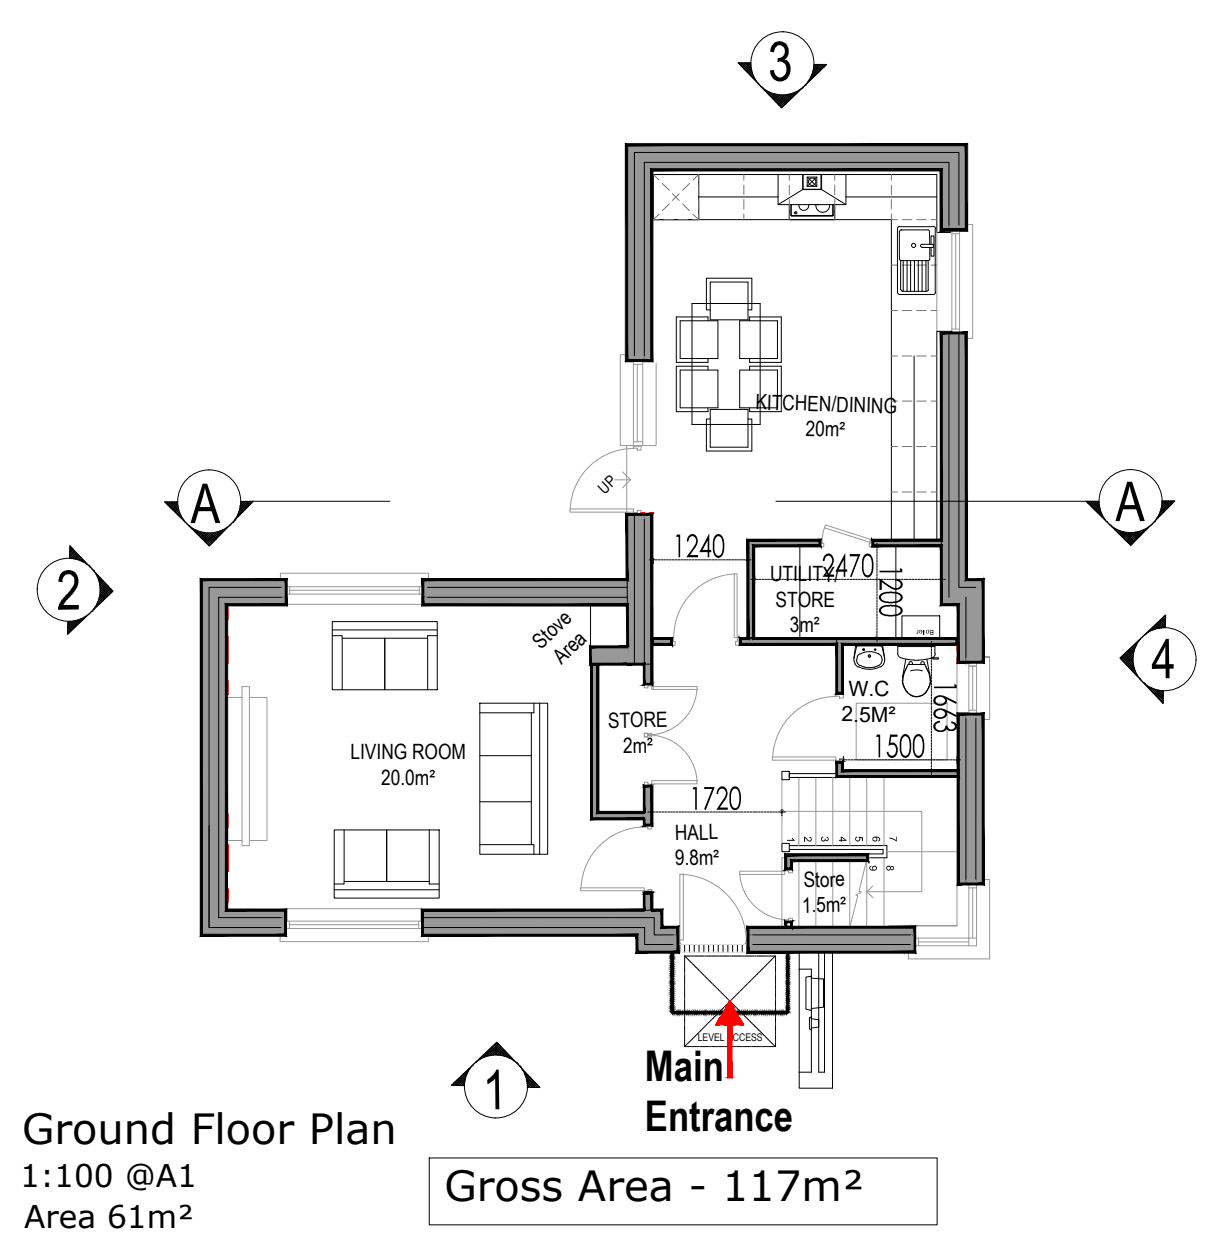 3
KITCHEN/DINING
20m²
UP
A
A
1240
2470
1200
UTILITY/
STORE
3m²
Boiler
2
Stove
Area
4
W.C
2.5M²
1663
1500
STORE
2m²
LIVING ROOM
20.0m²
1720
HALL
9.8m²
1
2
3
4
5
6
7
8
9
Store
1.5m²
LEVEL ACCESS
Main
Entrance
1
Ground Floor Plan
1:100 @A1
Area 61m²
Gross Area - 117m²